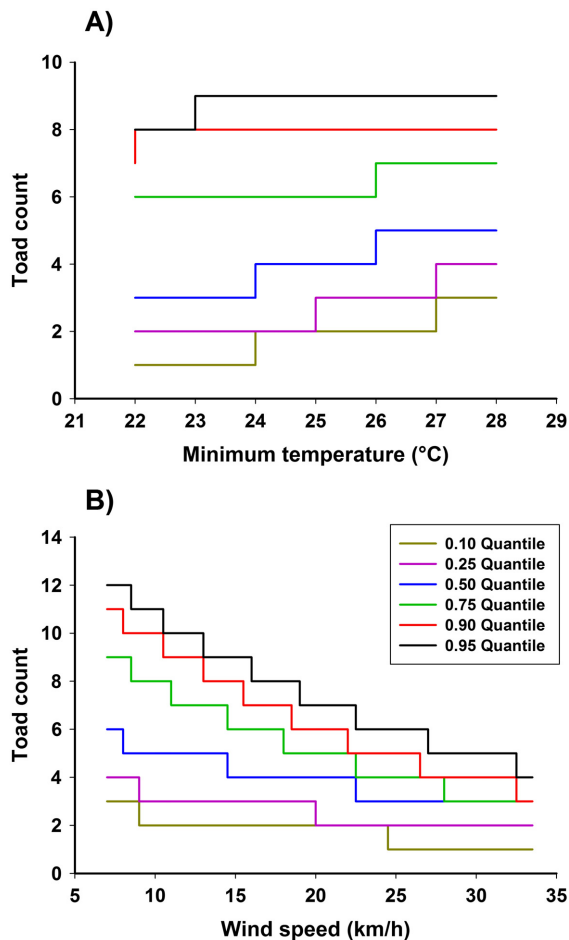 A)
10
8
6
4
2
0
Toad count
21 22 23 24 25 26 27 28 29
Minimum temperature (°C)
B)
14
12
10
8
6
4
2
0
Toad count
0.10 Quantile
0.25 Quantile
0.50 Quantile
0.75 Quantile
0.90 Quantile
0.95 Quantile
5 10 15 20 25 30 35
Wind speed (km/h)